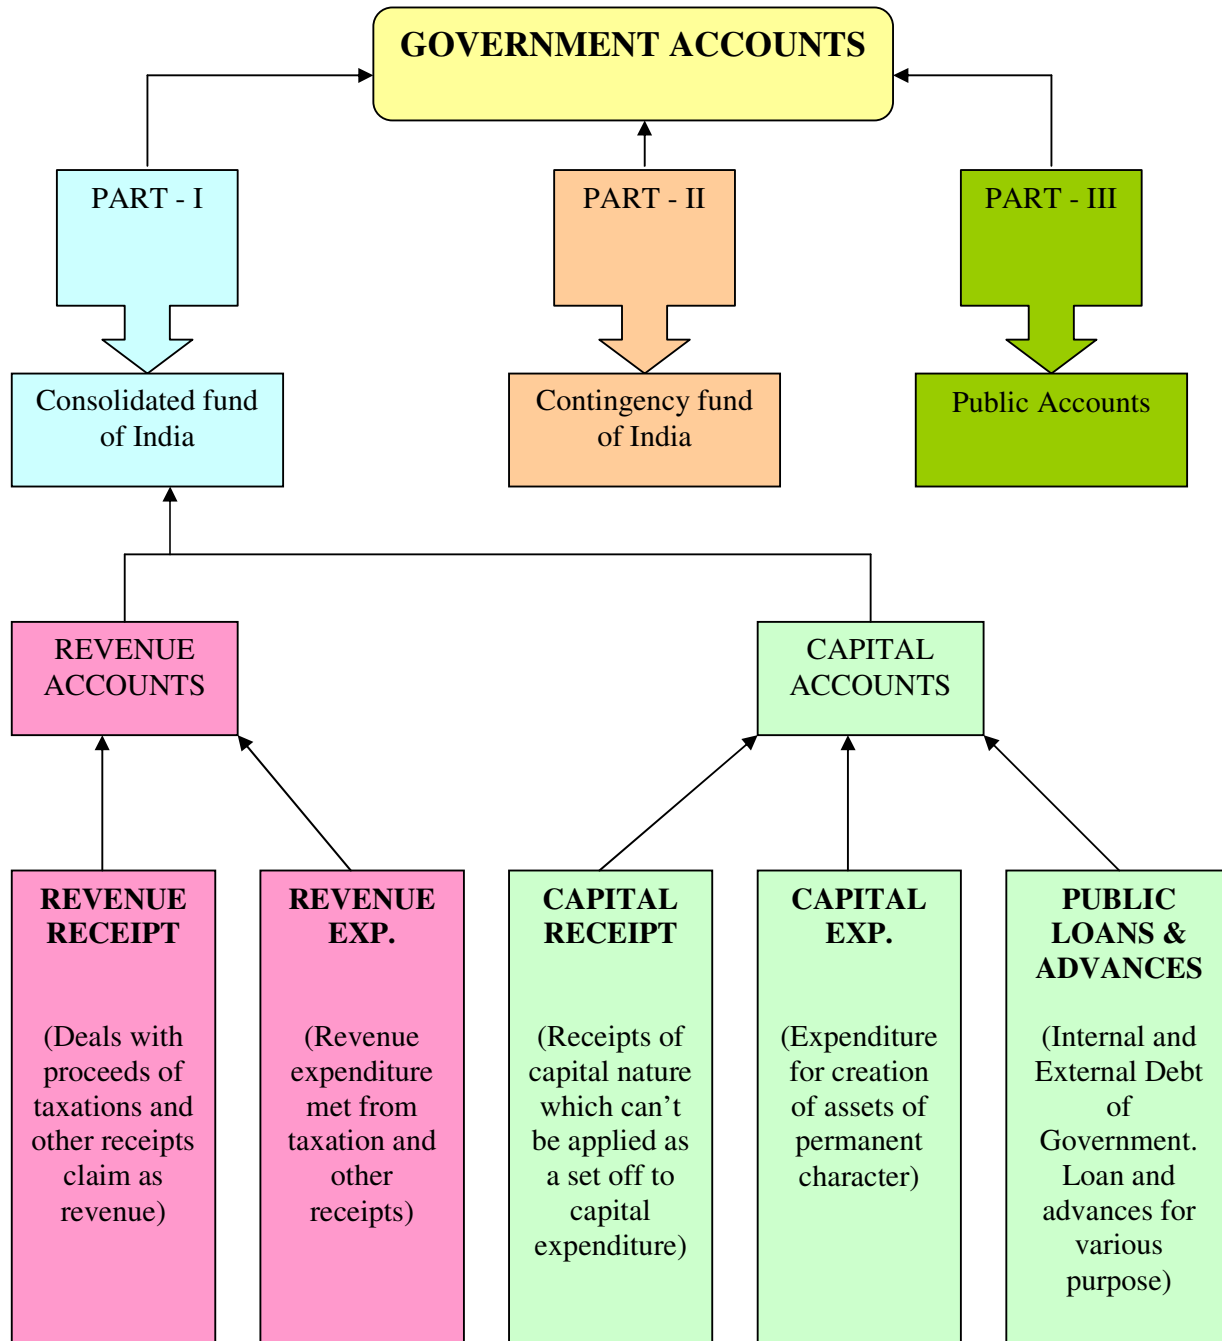 GOVERNMENT ACCOUNTS
PART - I
PART - II
PART - III
Consolidated fund
of India
Contingency fund
of India
Public Accounts
REVENUE
ACCOUNTS
CAPITAL
ACCOUNTS
REVENUE
RECEIPT
(Deals with
proceeds of
taxations and
other receipts
claim as
revenue)
REVENUE
EXP.
(Revenue
expenditure
met from
taxation and
other
receipts)
CAPITAL
RECEIPT
(Receipts of
capital nature
which can’t
be applied as
a set off to
capital
expenditure)
CAPITAL
EXP.
(Expenditure
for creation
of assets of
permanent
character)
PUBLIC
LOANS &
ADVANCES
(Internal and
External Debt
of
Government.
Loan and
advances for
various
purpose)